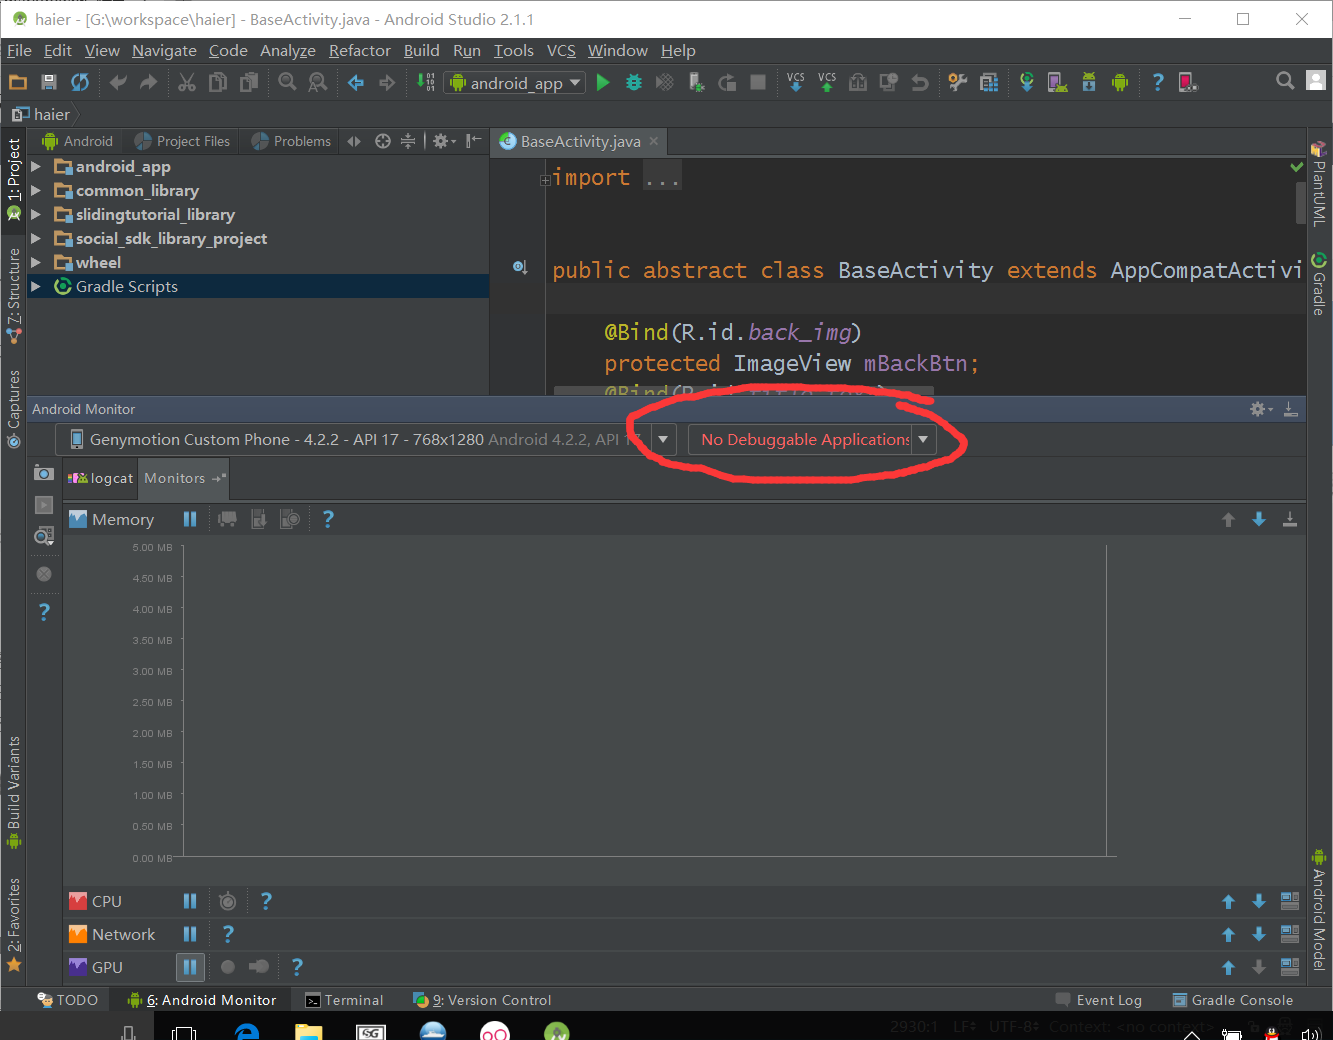 haier - [G:\workspace\haier] - BaseActivity.java - Android Studio 2.1.1
File Edit View Navigate Code Analyze Refactor Build Run Tools VCS Window Help
android_app
VCS VCS
haier
Android Project Files Problems
BaseActivity.java
1: Project
7: Structure
Captures
Build Variants
2: Favorites
android_app
common_library
slidingtutorial_library
social_sdk_library_project
wheel
Gradle Scripts
import ...
public abstract class BaseActivity extends AppCompatActivi
@Bind(R.id.back_img)
protected ImageView mBackBtn;
PlantUML
Gradle
Android Model
Android Monitor
Genymotion Custom Phone - 4.2.2 - API 17 - 768x1280 Android 4.2.2, API 17
No Debuggable Applications
logcat Monitors
Memory
5.00 MB
4.50 MB
4.00 MB
3.50 MB
3.00 MB
2.50 MB
2.00 MB
1.50 MB
1.00 MB
0.50 MB
0.00 MB
CPU
Network
GPU
TODO 6: Android Monitor Terminal 9: Version Control Event Log Gradle Console
2930:1 LF÷ UTF-8÷ Context: <no context>